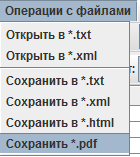 Операции с файлами
Открыть в *.txt
Открыть в *.xml
Сохранить в *.txt
Сохранить в *.xml
Сохранить в *.html
Сохранить *.pdf
т: